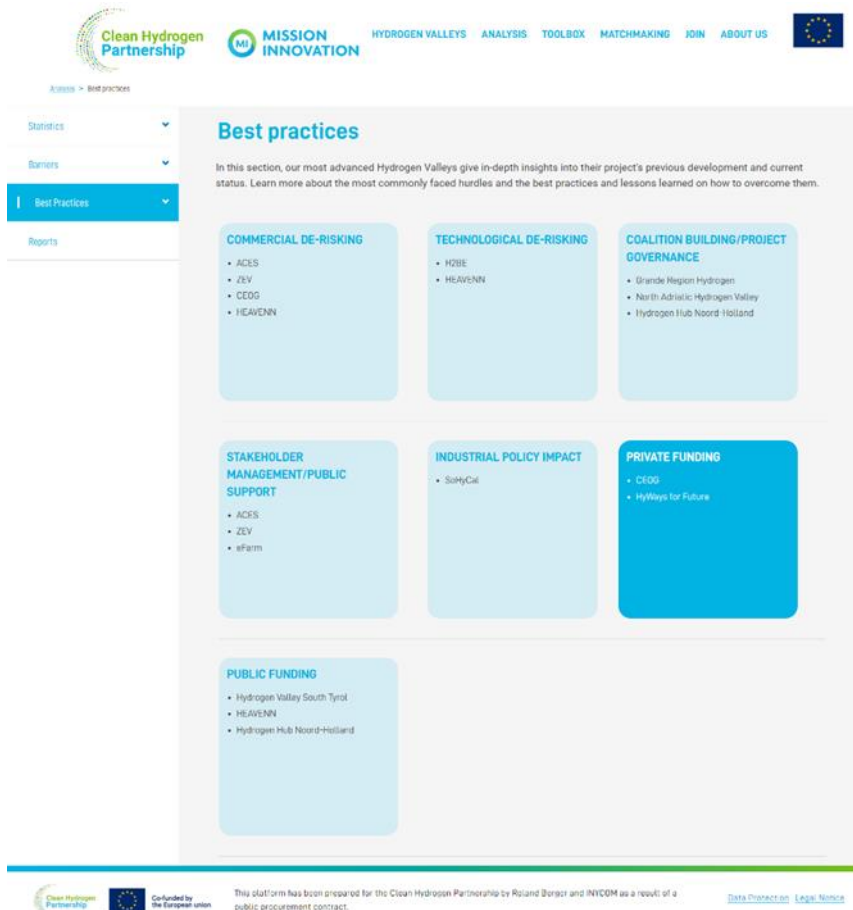 Clean Hydrogen
Partnership
MI
MISSION
INNOVATION
HYDROGEN VALLEYS ANALYSIS TOOLBOX MATCHMAKING JOIN ABOUT US
Analysis > Best practices
Statistics
Barriers
Best Practices
Reports
Best practices
In this section, our most advanced Hydrogen Valleys give in-depth insights into their project's previous development and current
status. Learn more about the most commonly faced hurdles and the best practices and lessons learned on how to overcome them.
COMMERCIAL DE-RISKING
• ACES
• ZEV
• CEOG
• HEAVENN
TECHNOLOGICAL DE-RISKING
• H2BE
• HEAVENN
COALITION BUILDING/PROJECT
GOVERNANCE
• Grande Region Hydrogen
• North Adriatic Hydrogen Valley
• Hydrogen Hub Noord-Holland
STAKEHOLDER
MANAGEMENT/PUBLIC
SUPPORT
• ACES
• ZEV
• eFarm
INDUSTRIAL POLICY IMPACT
• SoHyCal
PRIVATE FUNDING
• CEOG
• HyWays for Future
PUBLIC FUNDING
• Hydrogen Valley South Tyrol
• HEAVENN
• Hydrogen Hub Noord-Holland
Clean Hydrogen
Partnership
Co-funded by
the European union
This platform has been prepared for the Clean Hydrogen Partnership by Roland Berger and INYCOM as a result of a
public procurement contract.
Data Protection Legal Notice